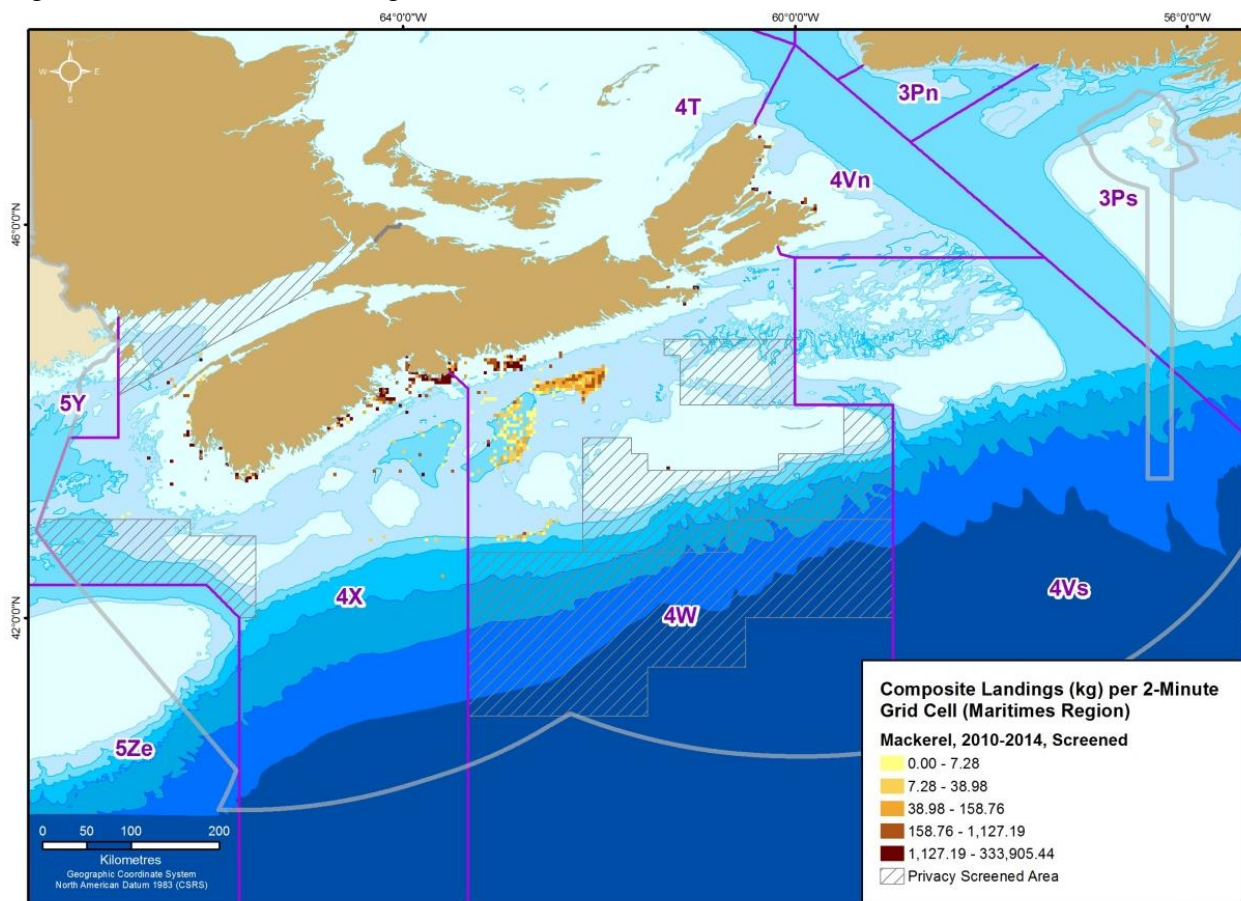 64°0'0"W
60°0'0"W
56°0'0"W
N
W
E
S
3Pn
4T
4Vn
3Ps
46°0'0"N
5Y
42°0'0"N
4X
4W
4Vs
5Ze
Composite Landings (kg) per 2-Minute
Grid Cell (Maritimes Region)
Mackerel, 2010-2014, Screened
0.00 - 7.28
7.28 - 38.98
38.98 - 158.76
158.76 - 1,127.19
1,127.19 - 333,905.44
Privacy Screened Area
0 50 100 200
Kilometres
Geographic Coordinate System
North American Datum 1983 (CSRS)